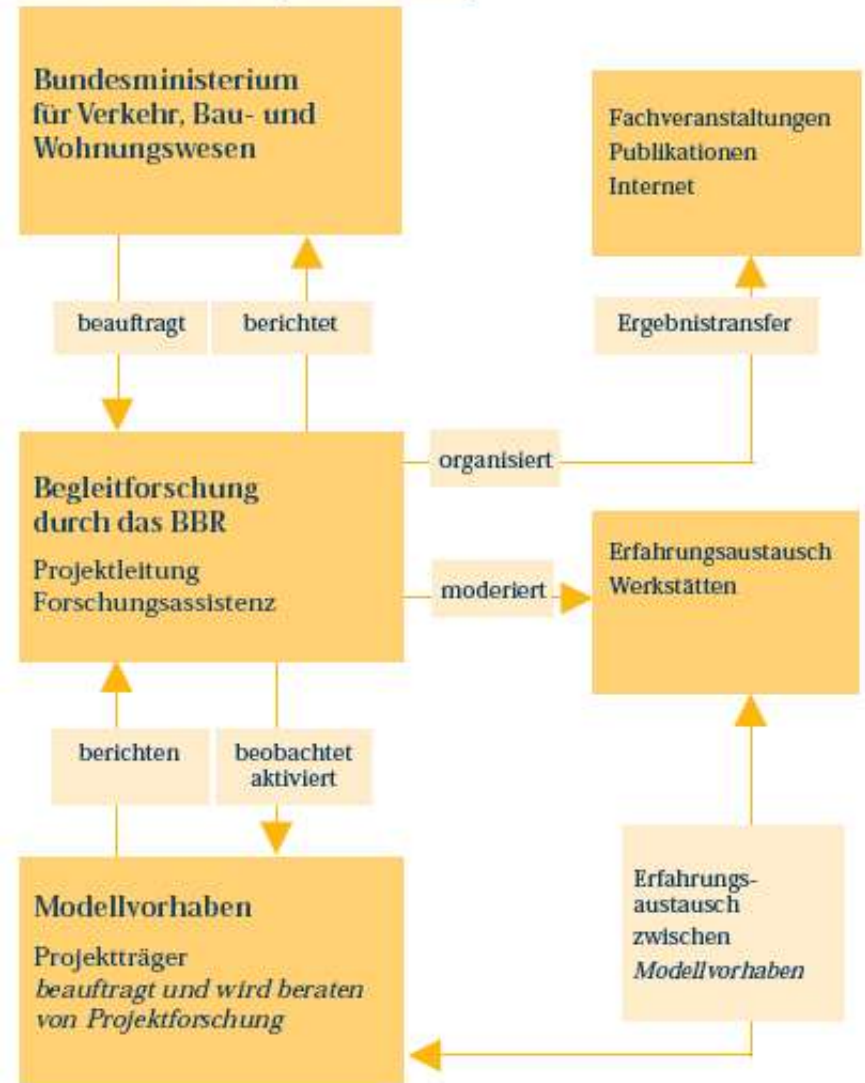 Bundesministerium
für Verkehr, Bau- und
Wohnungswesen
Fachveranstaltungen
Publikationen
Internet
beauftragt
berichtet
Ergebnistransfer
organisiert
Begleitforschung
durch das BBR
Projektleitung
Forschungsassistenz
moderiert
Erfahrungsaustausch
Werkstätten
berichten
beobachtet
aktiviert
Modellvorhaben
Projektträger
beauftragt und wird beraten
von Projektforschung
Erfahrungs-
austausch
zwischen
Modellvorhaben